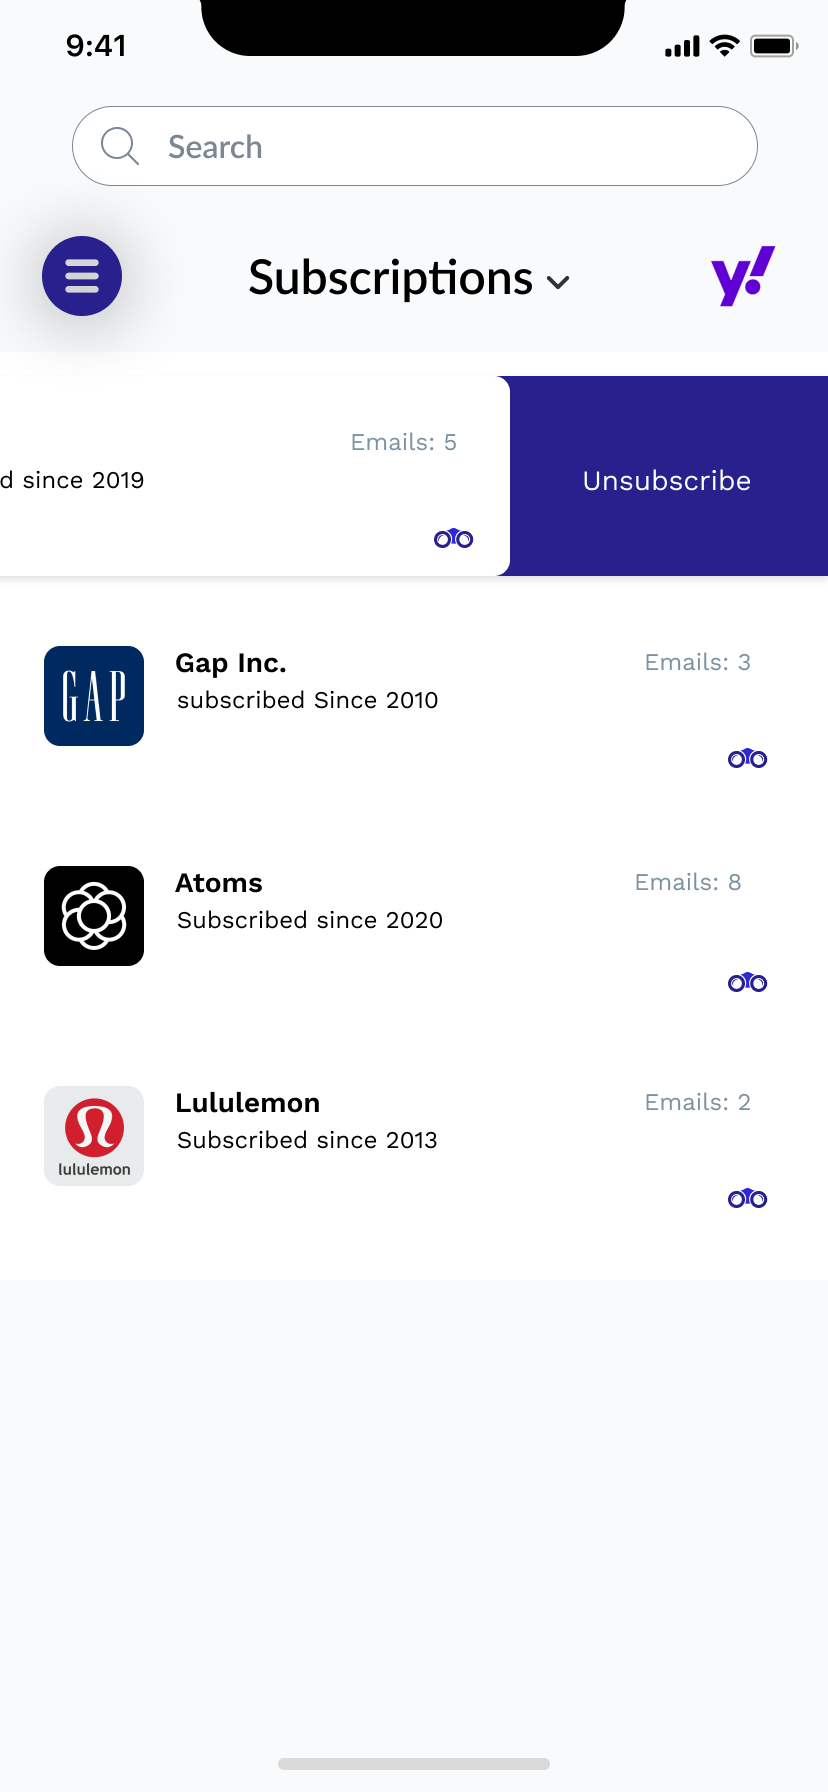 9:41
Search
Subscriptions
y!
Emails: 5
d since 2019
Unsubscribe
GAP
Gap Inc.
Emails: 3
subscribed Since 2010
Atoms
Emails: 8
Subscribed since 2020
lululemon
Lululemon
Emails: 2
Subscribed since 2013